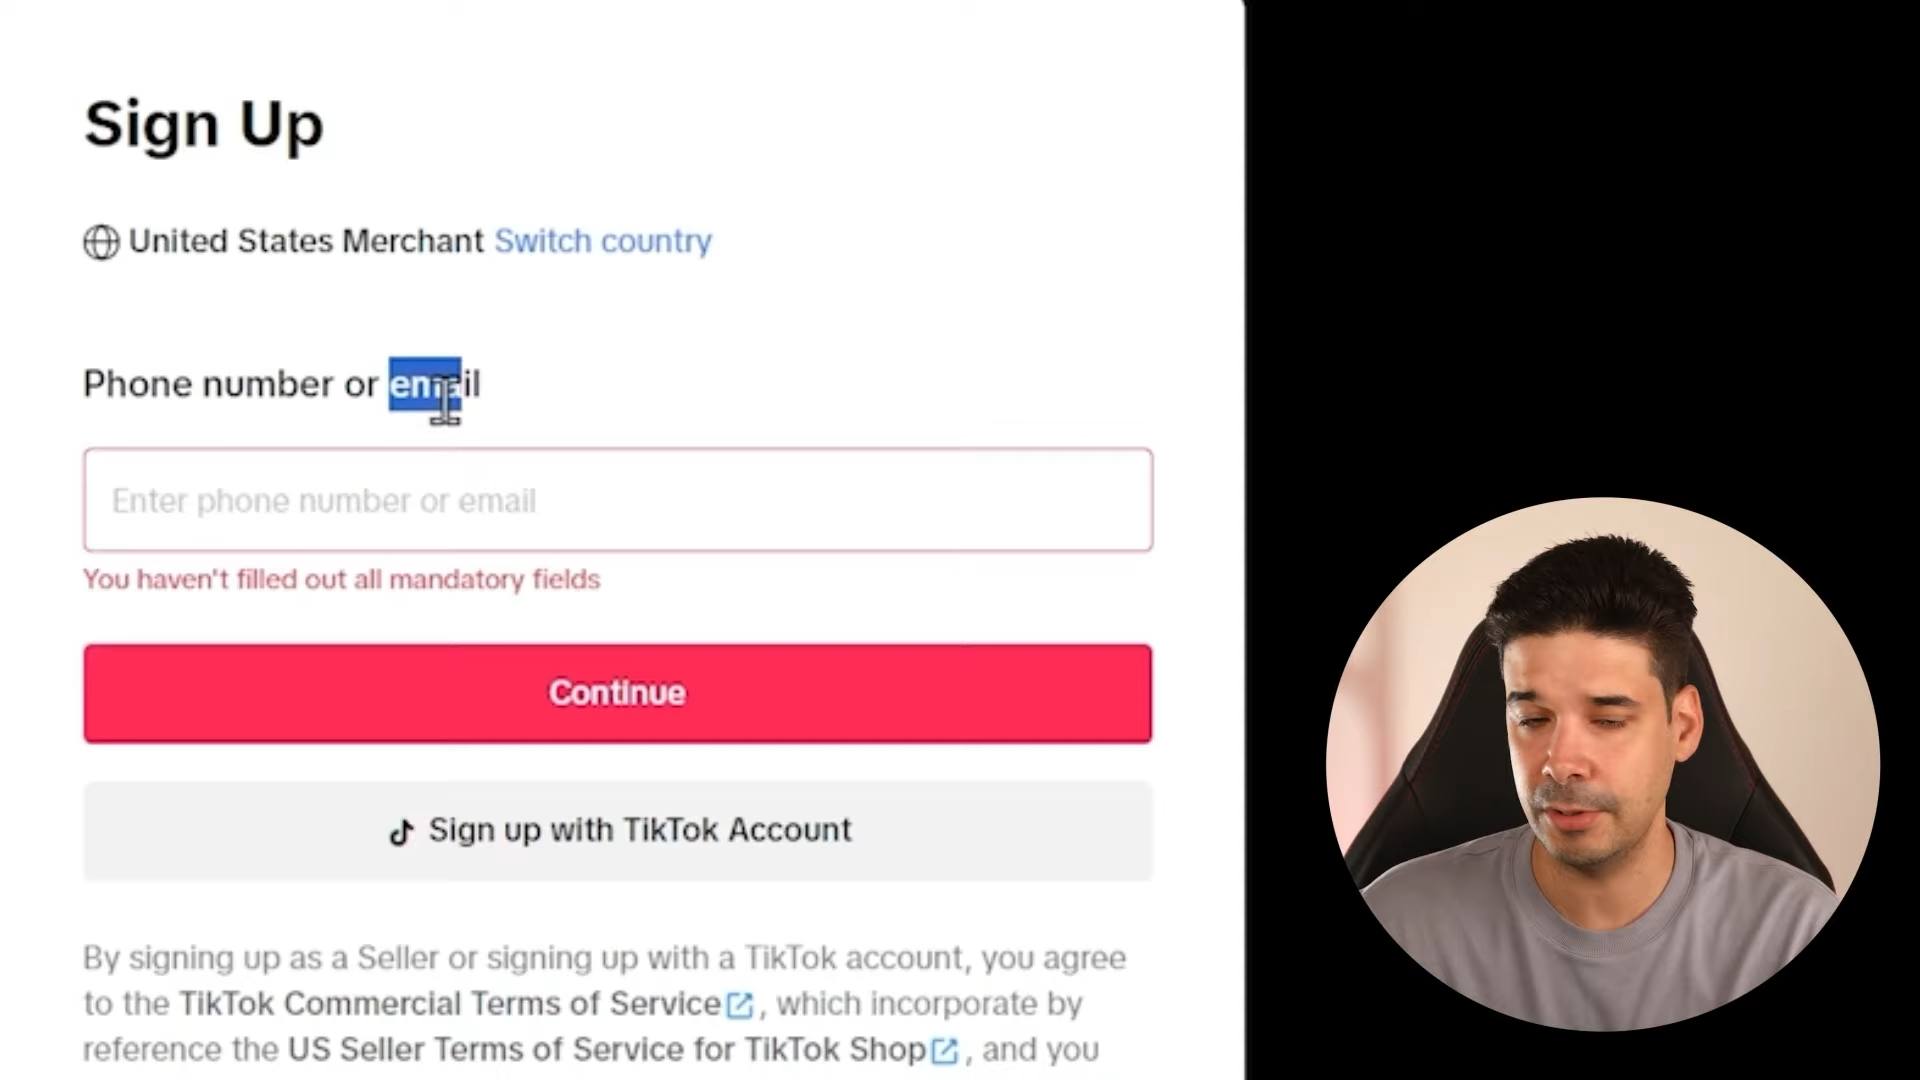 Sign Up
United States Merchant Switch country
Phone number or email
Enter phone number or email
You haven't filled out all mandatory fields
Continue
Sign up with TikTok Account
By signing up as a Seller or signing up with a TikTok account, you agree
to the TikTok Commercial Terms of Service, which incorporate by
reference the US Seller Terms of Service for TikTok Shop, and you